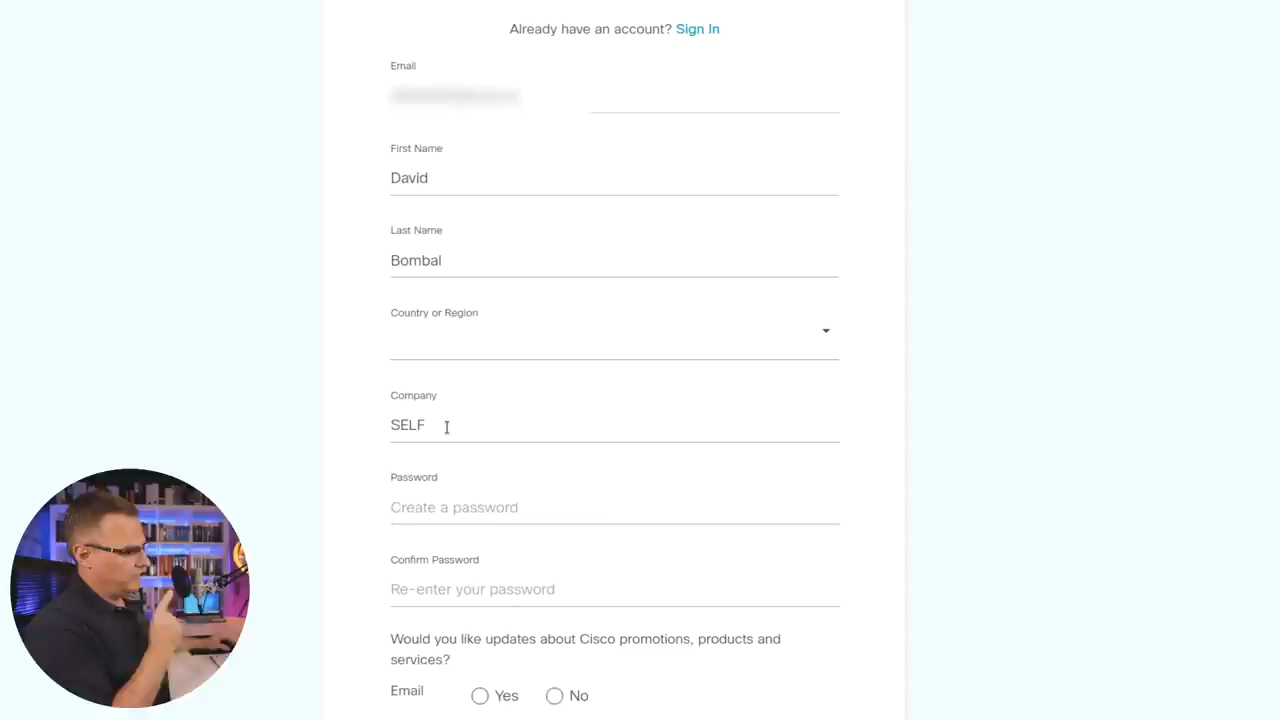 Already have an account? Sign In
Email
First Name
David
Last Name
Bombal
Country or Region
Company
SELF
Password
Create a password
Confirm Password
Re-enter your password
Would you like updates about Cisco promotions, products and
services?
Email Yes No